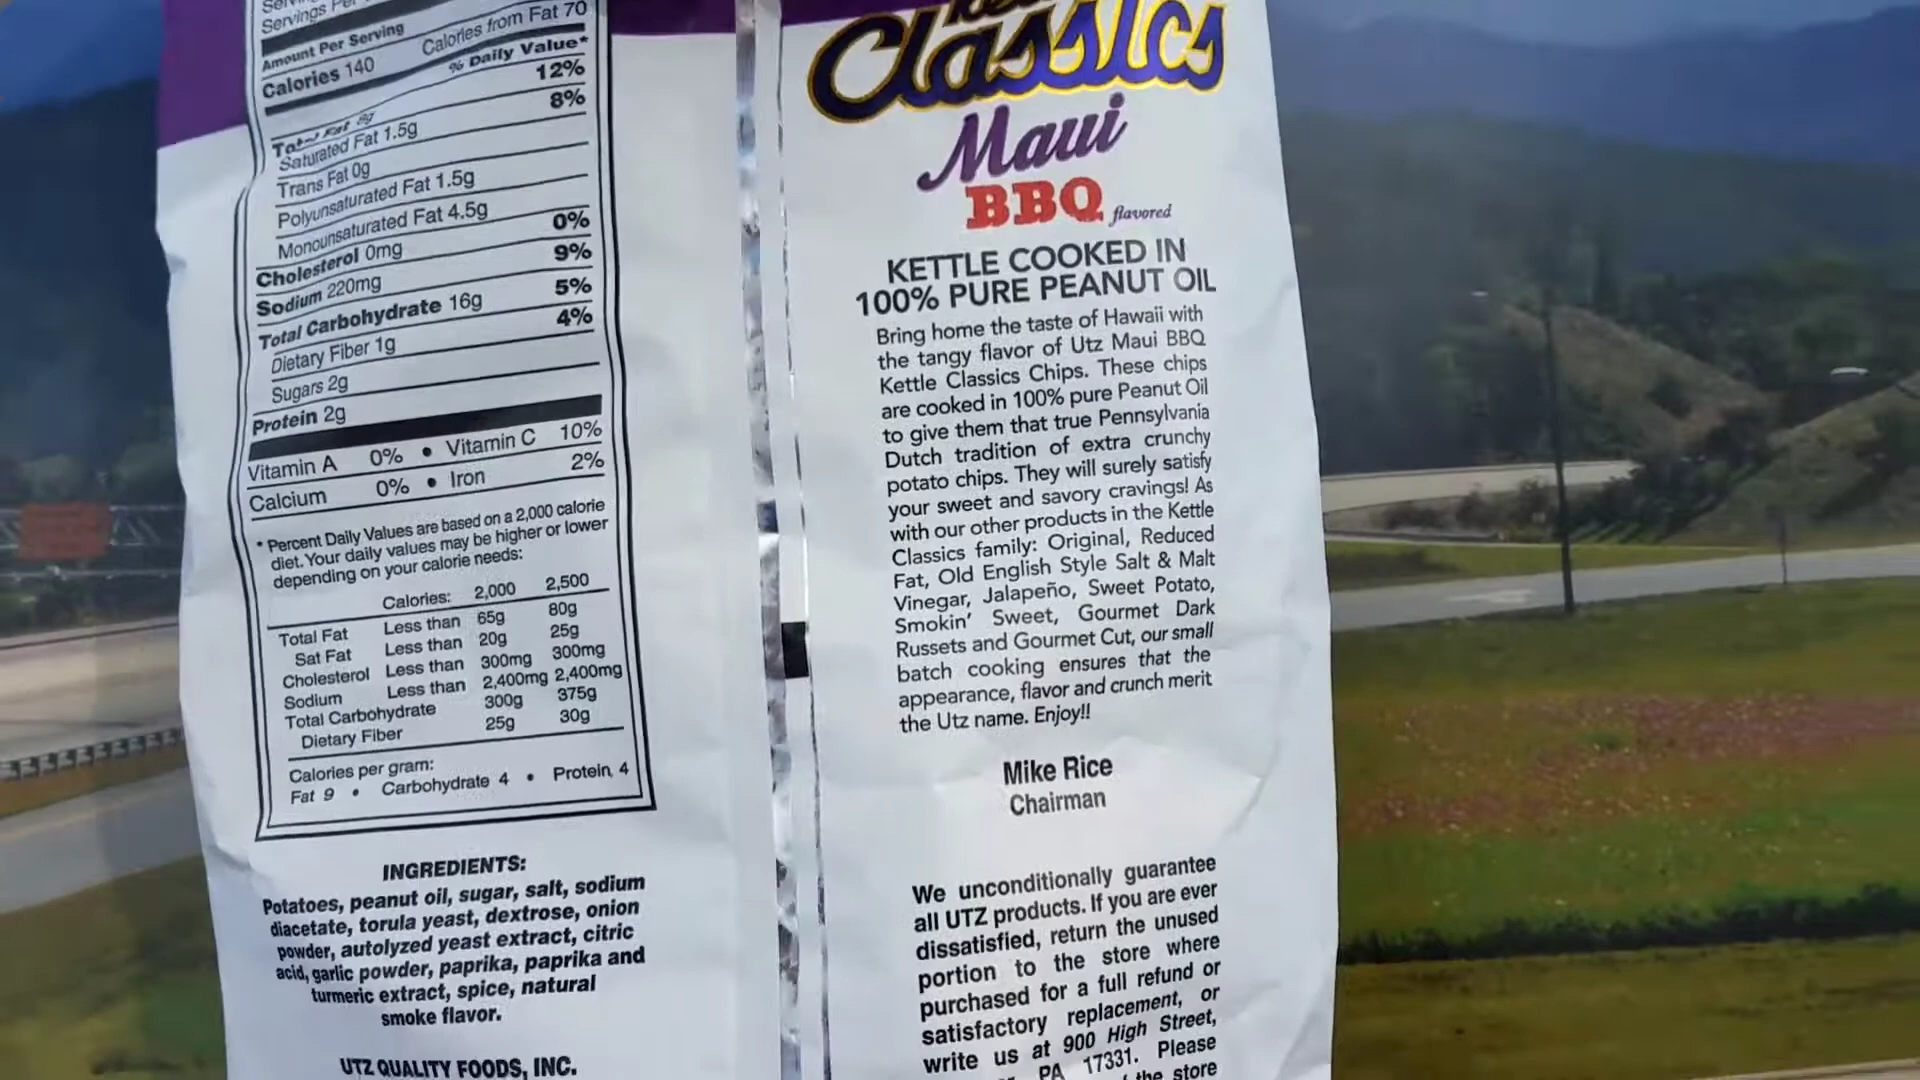 Servings Per
Amount Per Serving
Calories 140 Calories from Fat 70
% Daily Value*
Total Fat 8g 12%
Saturated Fat 1.5g 8%
Trans Fat 0g
Polyunsaturated Fat 1.5g
Monounsaturated Fat 4.5g
Cholesterol 0mg 0%
Sodium 220mg 9%
Total Carbohydrate 16g 5%
Dietary Fiber 1g 4%
Sugars 2g
Protein 2g
Vitamin A 0% • Vitamin C 10%
Calcium 0% • Iron 2%
* Percent Daily Values are based on a 2,000 calorie
diet. Your daily values may be higher or lower
depending on your calorie needs:
Calories: 2,000 2,500
Total Fat Less than 65g 80g
Sat Fat Less than 20g 25g
Cholesterol Less than 300mg 300mg
Sodium Less than 2,400mg 2,400mg
Total Carbohydrate 300g 375g
Dietary Fiber 25g 30g
Calories per gram:
Fat 9 • Carbohydrate 4 • Protein 4
INGREDIENTS:
Potatoes, peanut oil, sugar, salt, sodium
diacetate, torula yeast, dextrose, onion
powder, autolyzed yeast extract, citric
acid, garlic powder, paprika, paprika and
turmeric extract, spice, natural
smoke flavor.
UTZ QUALITY FOODS, INC.
Classics
Maui
BBQ flavored
KETTLE COOKED IN
100% PURE PEANUT OIL
Bring home the taste of Hawaii with
the tangy flavor of Utz Maui BBQ
Kettle Classics Chips. These chips
are cooked in 100% pure Peanut Oil
to give them that true Pennsylvania
Dutch tradition of extra crunchy
potato chips. They will surely satisfy
your sweet and savory cravings! As
with our other products in the Kettle
Classics family: Original, Reduced
Fat, Old English Style Salt & Malt
Vinegar, Jalapeño, Sweet Potato,
Smokin' Sweet, Gourmet Dark
Russets and Gourmet Cut, our small
batch cooking ensures that the
appearance, flavor and crunch merit
the Utz name. Enjoy!!
Mike Rice
Chairman
We unconditionally guarantee
all UTZ products. If you are ever
dissatisfied, return the unused
portion to the store where
purchased for a full refund or
satisfactory replacement, or
write us at 900 High Street,
PA 17331. Please
the store